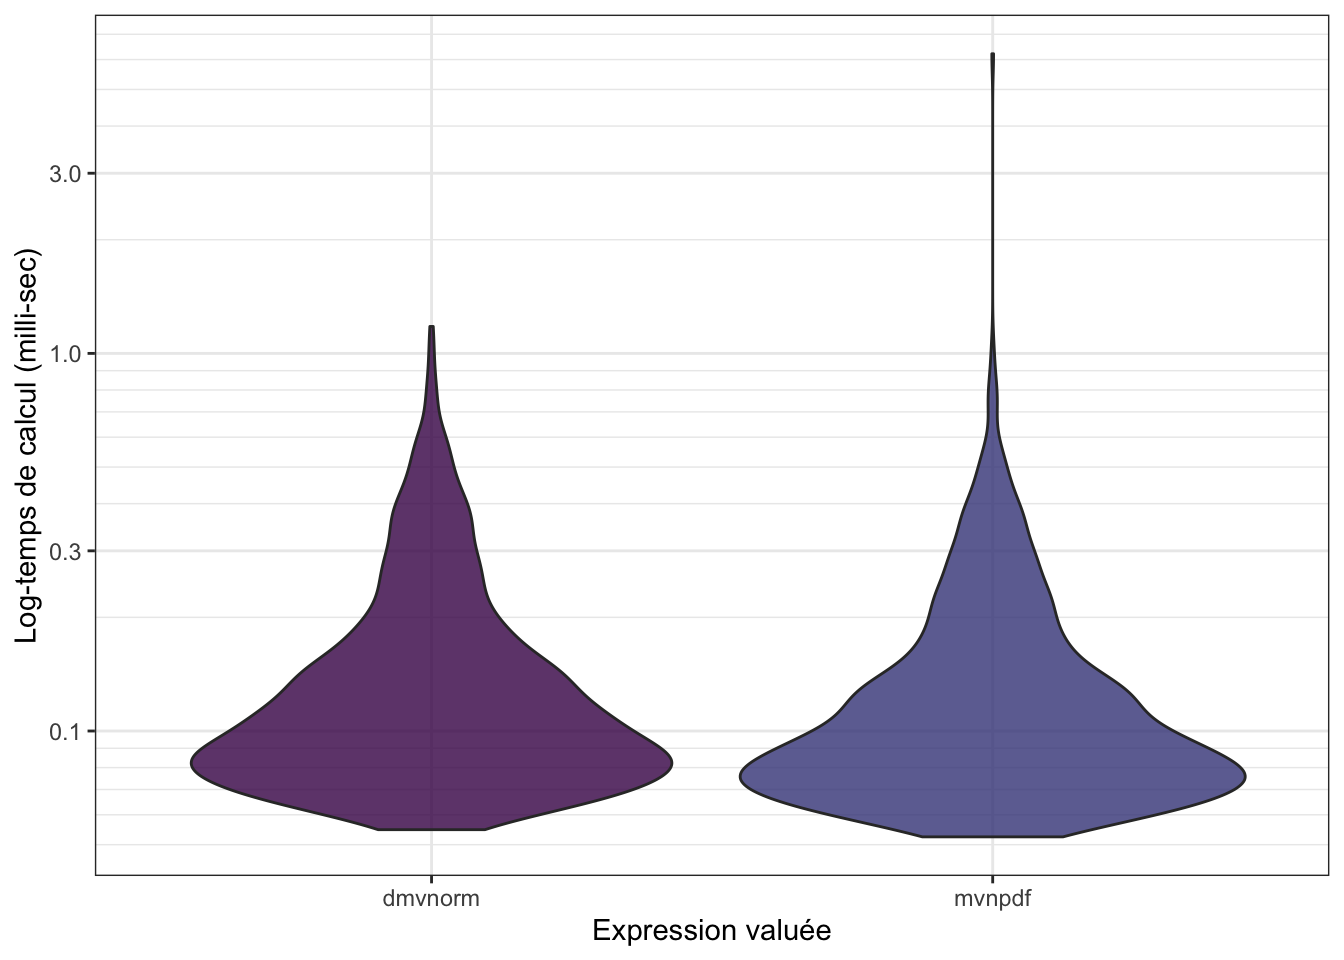 Log-temps de calcul (milli-sec)
3.0
1.0
0.3
0.1
dmvnorm
mvnpdf
Expression valuée